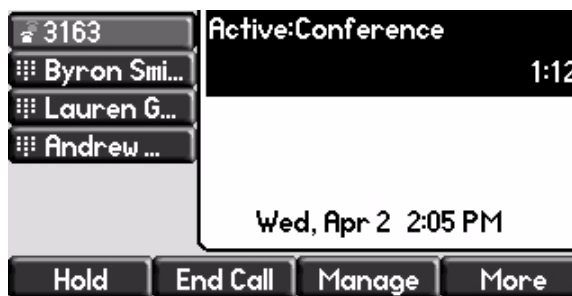 3163
Byron Smi...
Lauren G...
Andrew ...
Active:Conference
1:12
Wed, Apr 2 2:05 PM
Hold End Call Manage More